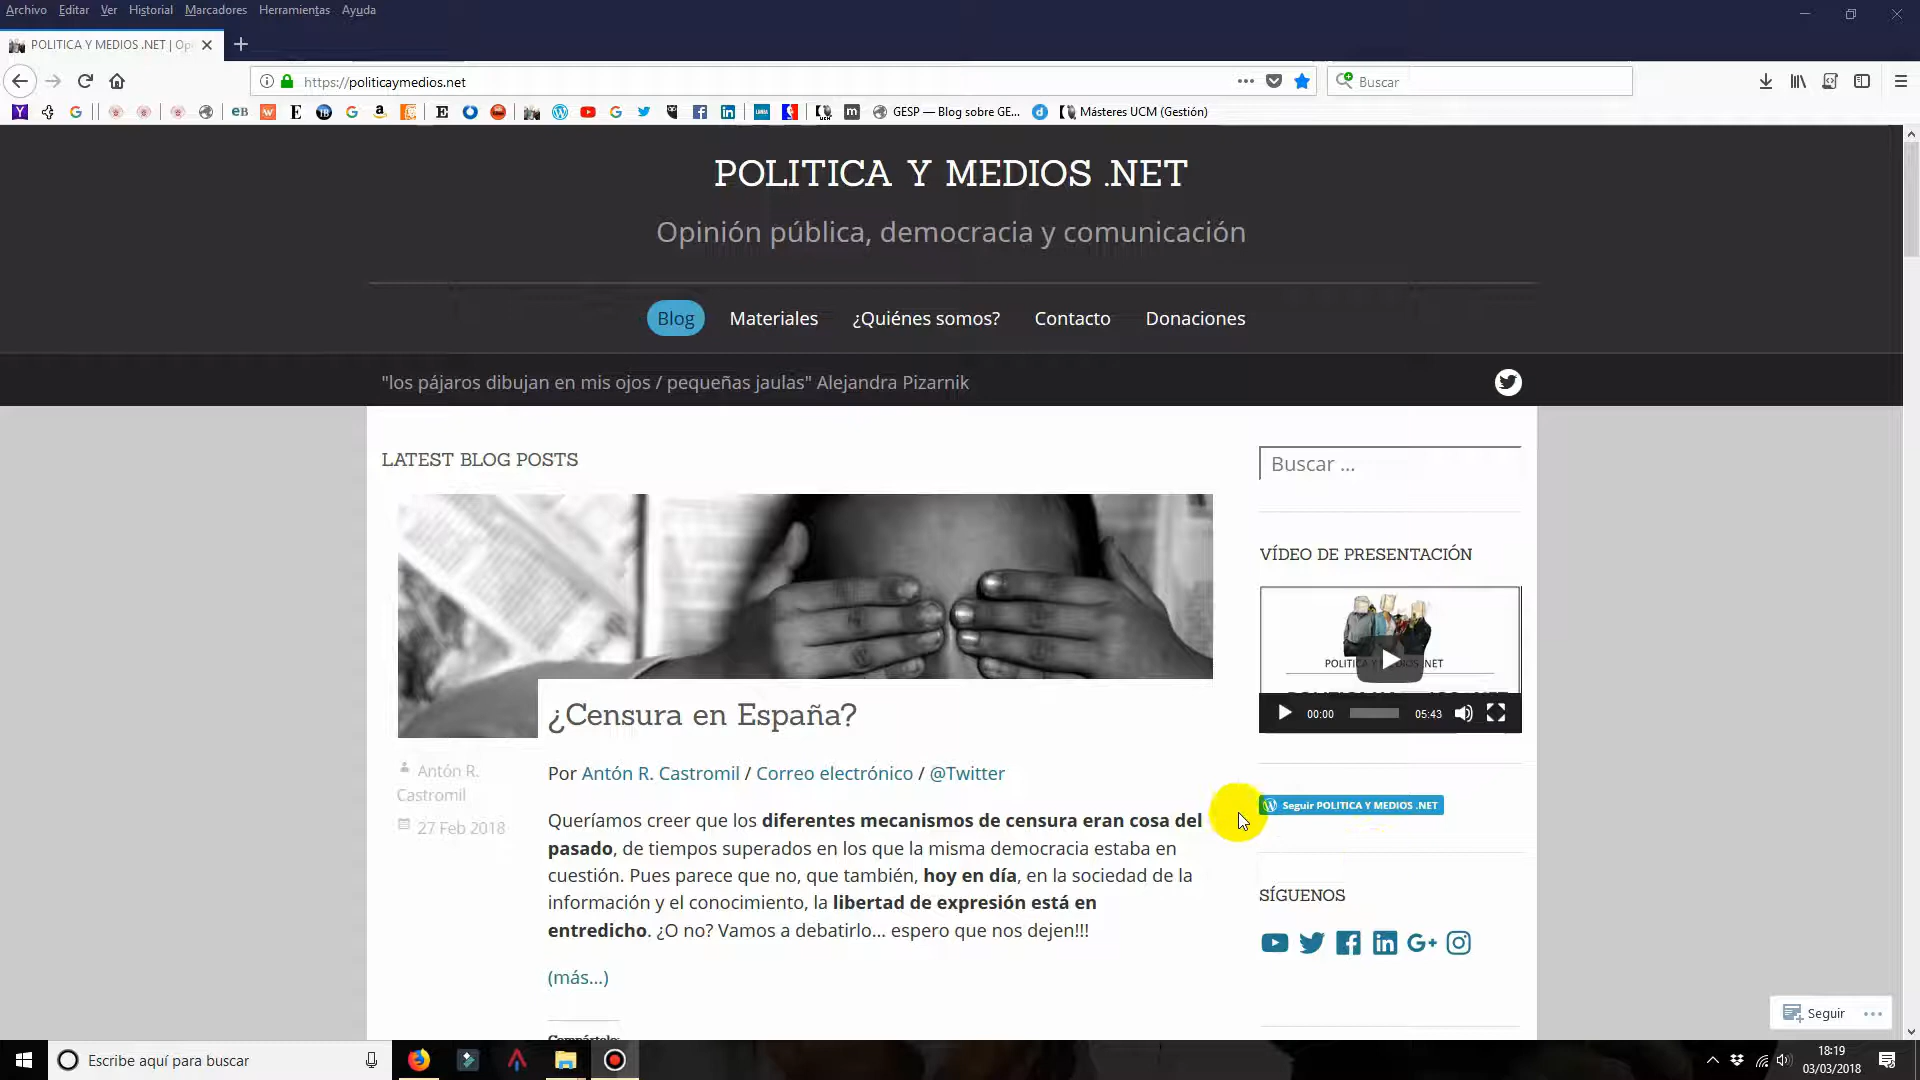 Archivo Editar Ver Historial Marcadores Herramientas Ayuda
POLITICA Y MEDIOS .NET | Opi
https://politicaymedios.net
Buscar
GESP — Blog sobre GE...
Másteres UCM (Gestión)
POLITICA Y MEDIOS .NET
Opinión pública, democracia y comunicación
Blog Materiales ¿Quiénes somos? Contacto Donaciones
"los pájaros dibujan en mis ojos / pequeñas jaulas" Alejandra Pizarnik
LATEST BLOG POSTS
¿Censura en España?
Antón R.
Castromil
27 Feb 2018
Por Antón R. Castromil / Correo electrónico / @Twitter
Queríamos creer que los diferentes mecanismos de censura eran cosa del
pasado, de tiempos superados en los que la misma democracia estaba en
cuestión. Pues parece que no, que también, hoy en día, en la sociedad de la
información y el conocimiento, la libertad de expresión está en
entredicho. ¿O no? Vamos a debatirlo... espero que nos dejen!!!
(más...)
Buscar ...
VÍDEO DE PRESENTACIÓN
00:00 05:43
Seguir POLITICA Y MEDIOS .NET
SÍGUENOS
Seguir
Escribe aquí para buscar
18:19
03/03/2018